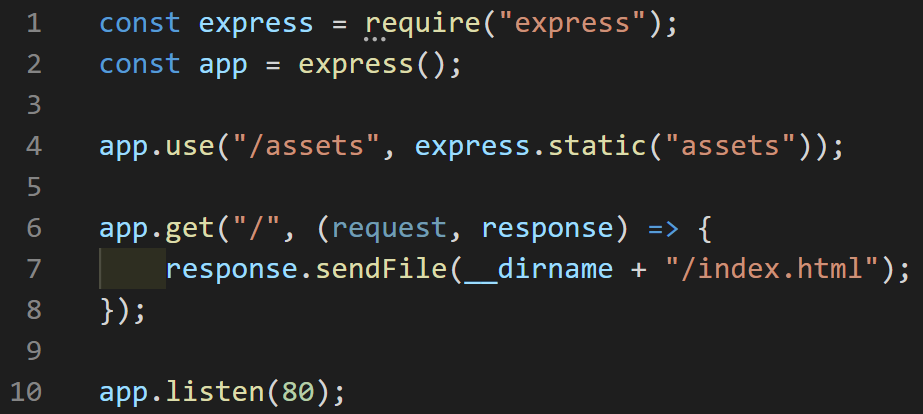 1 const express = require("express");
2 const app = express();
3
4 app.use("/assets", express.static("assets"));
5
6 app.get("/", (request, response) => {
7     response.sendFile(__dirname + "/index.html");
8 });
9
10 app.listen(80);